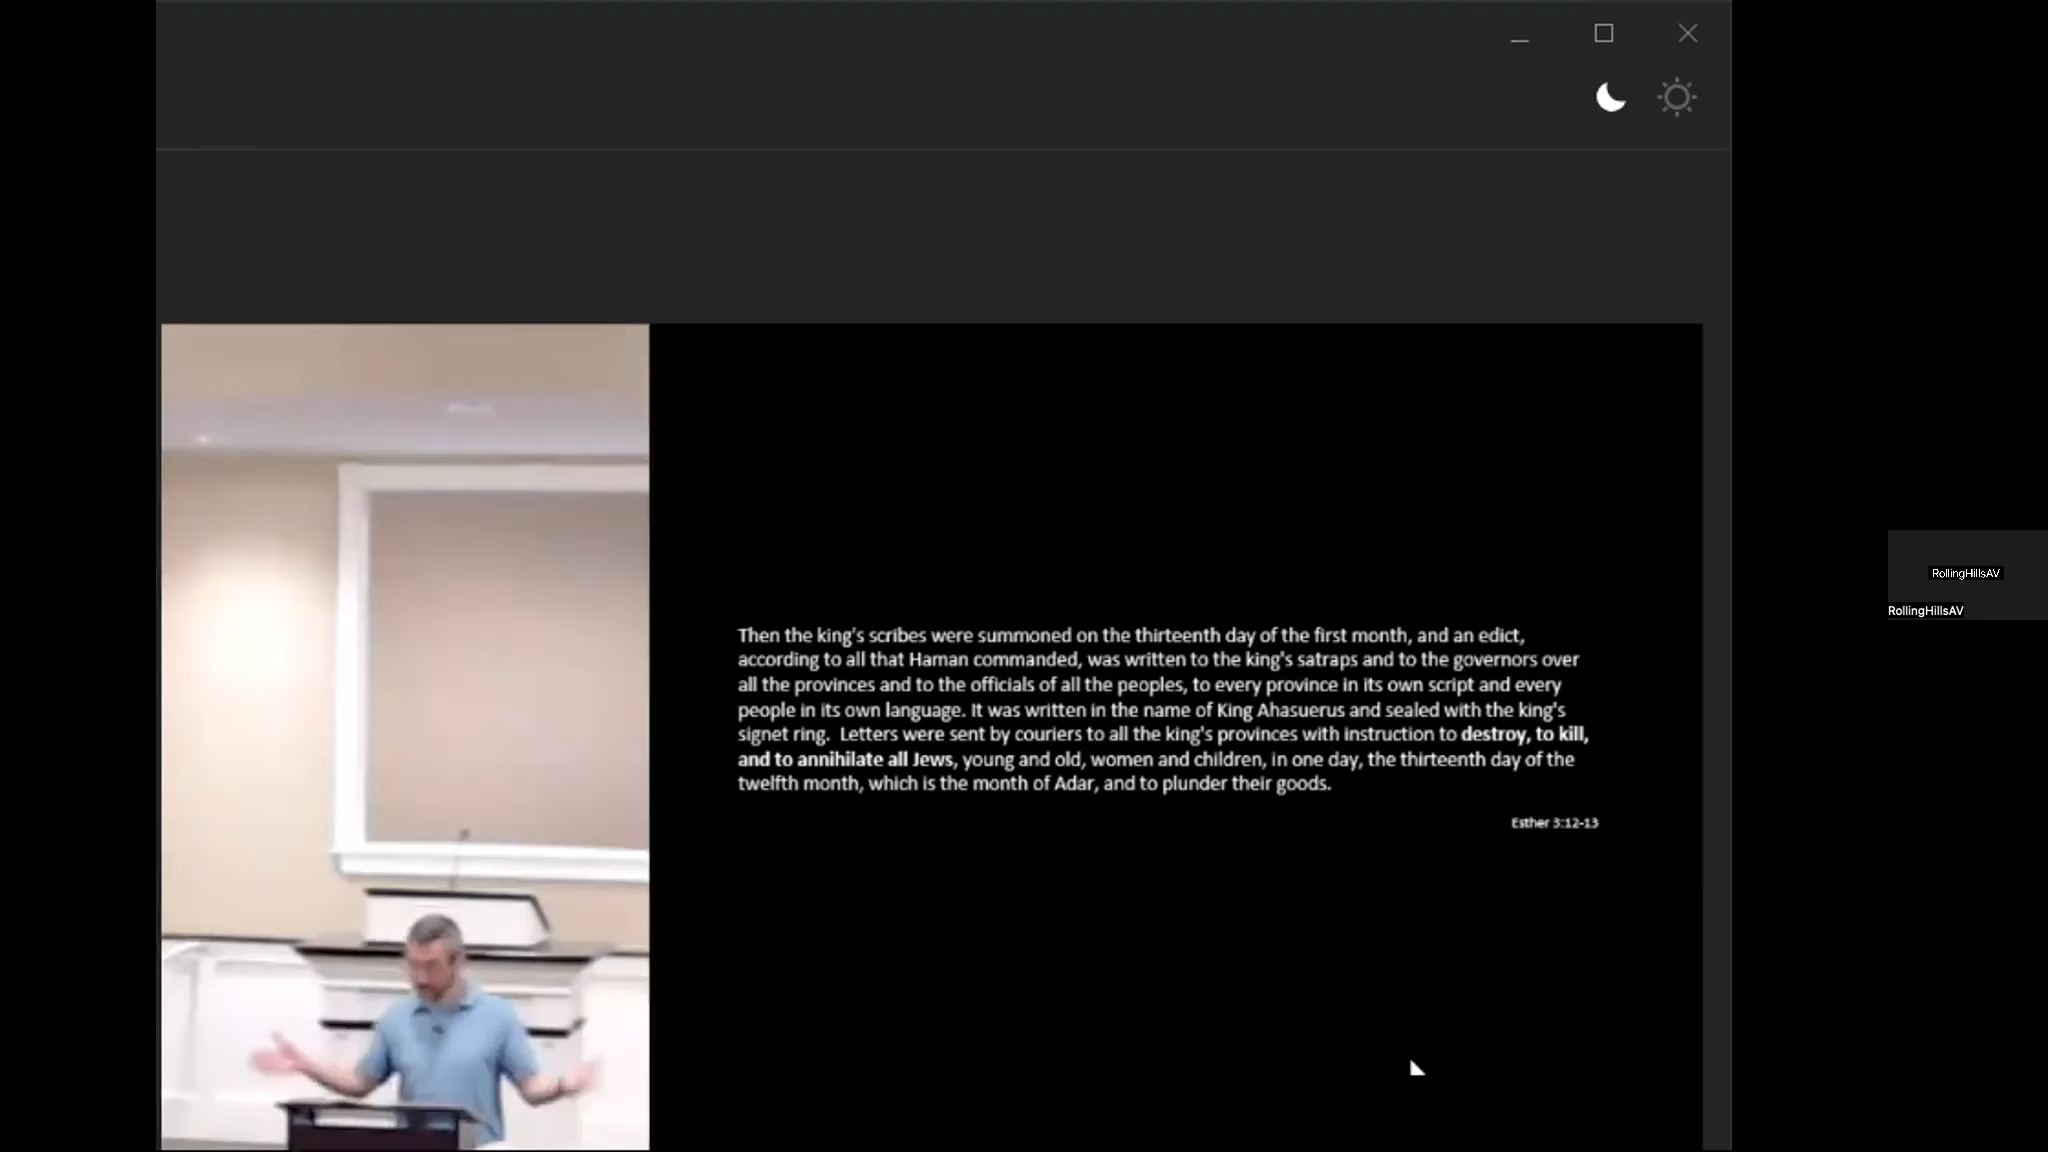 Then the king's scribes were summoned on the thirteenth day of the first month, and an edict,
according to all that Haman commanded, was written to the king's satraps and to the governors over
all the provinces and to the officials of all the peoples, to every province in its own script and every
people in its own language. It was written in the name of King Ahasuerus and sealed with the king's
signet ring.  Letters were sent by couriers to all the king's provinces with instruction to destroy, to kill,
and to annihilate all Jews, young and old, women and children, in one day, the thirteenth day of the
twelfth month, which is the month of Adar, and to plunder their goods.
Esther 3:12-13
RollingHillsAV
RollingHillsAV